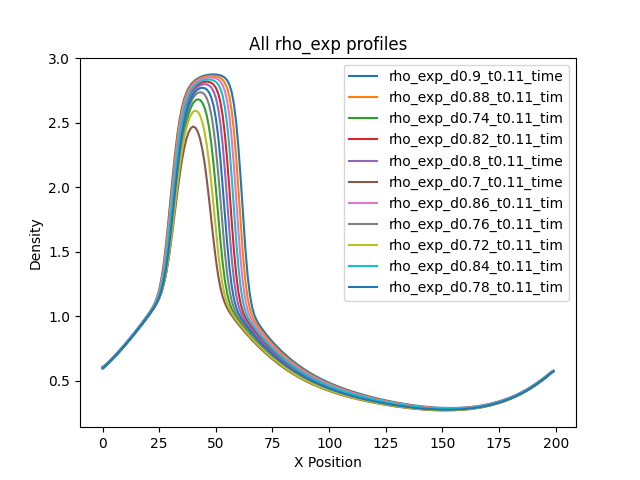 All rho_exp profiles
3.0
2.5
2.0
1.5
1.0
0.5
Density
rho_exp_d0.9_t0.11_time
rho_exp_d0.88_t0.11_tim
rho_exp_d0.74_t0.11_tim
rho_exp_d0.82_t0.11_tim
rho_exp_d0.8_t0.11_time
rho_exp_d0.7_t0.11_time
rho_exp_d0.86_t0.11_tim
rho_exp_d0.76_t0.11_tim
rho_exp_d0.72_t0.11_tim
rho_exp_d0.84_t0.11_tim
rho_exp_d0.78_t0.11_tim
0 25 50 75 100 125 150 175 200
X Position